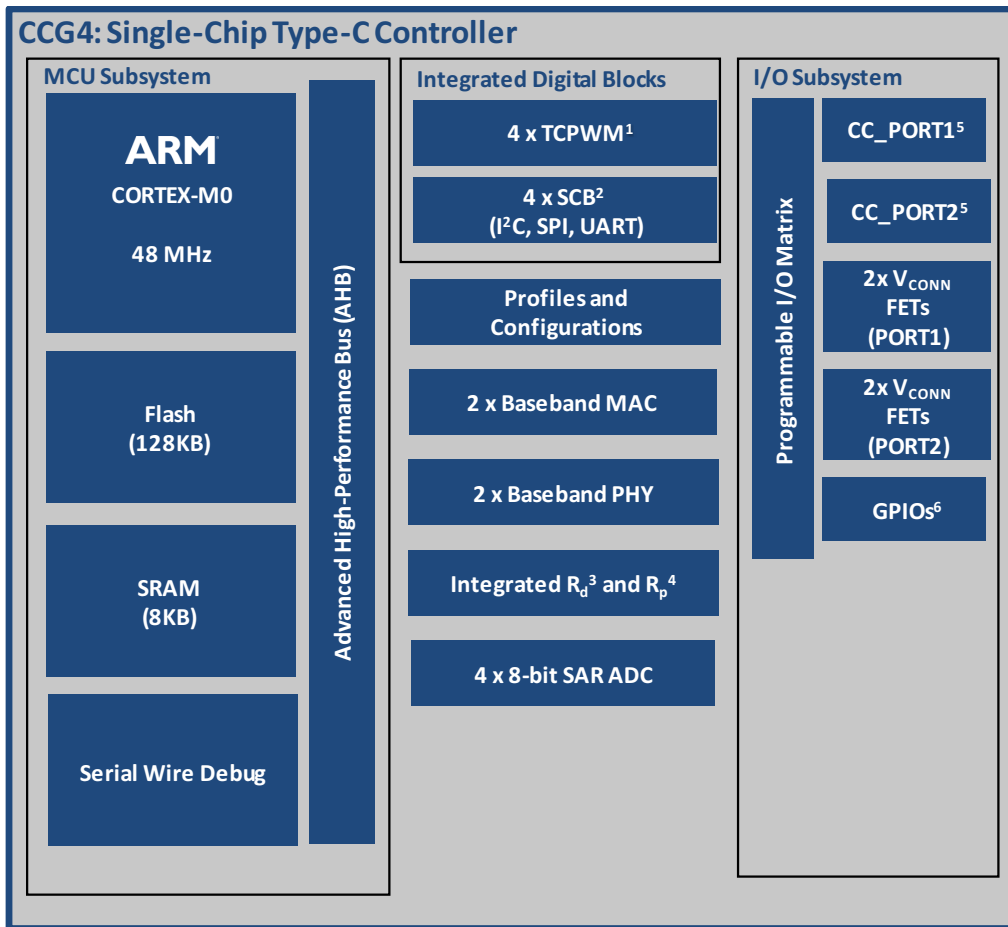 CCG4: Single-Chip Type-C Controller
MCU Subsystem
ARM
CORTEX-M0
48 MHz
Flash
(128KB)
SRAM
(8KB)
Serial Wire Debug
Advanced High-Performance Bus (AHB)
Integrated Digital Blocks
4 x TCPWM¹
4 x SCB²
(I²C, SPI, UART)
Profiles and
Configurations
2 x Baseband MAC
2 x Baseband PHY
Integrated Rd³ and Rp⁴
4 x 8-bit SAR ADC
I/O Subsystem
Programmable I/O Matrix
CC_PORT1⁵
CC_PORT2⁵
2x VCONN
FETs
(PORT1)
2x VCONN
FETs
(PORT2)
GPIOs⁶